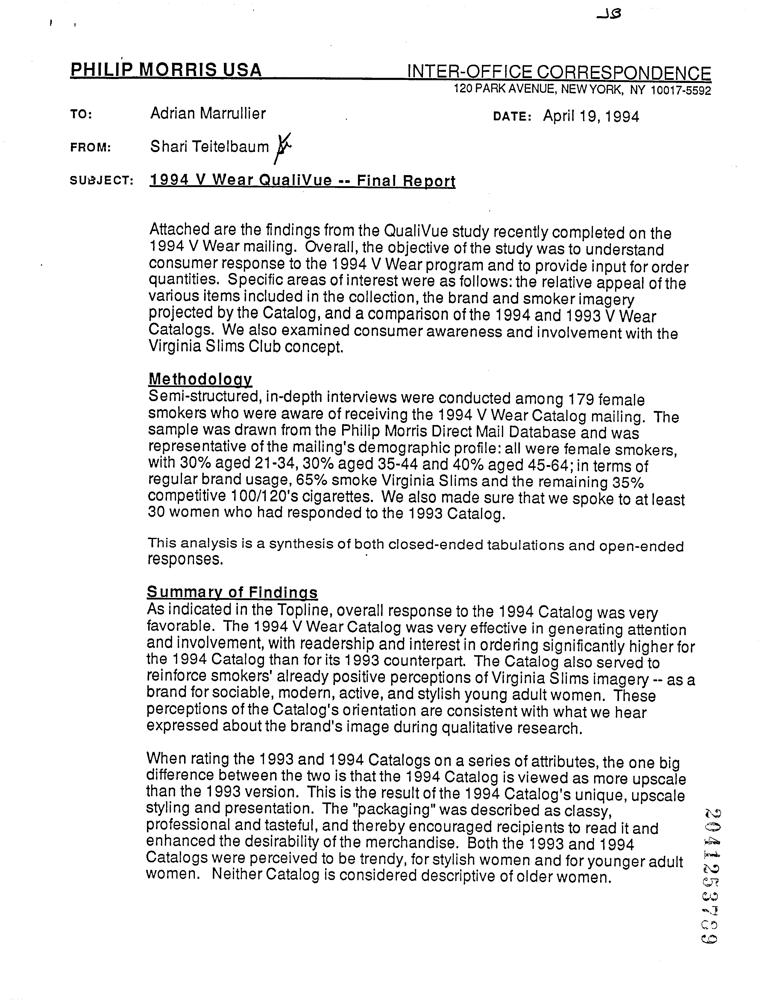 JB
PHILIP MORRIS USA
INTER-OFFICE CORRESPONDENCE
120 PARK AVENUE, NEW YORK, NY 10017-5592
TO: Adrian Marrullier
DATE: April 19, 1994
FROM: Shari Teitelbaum
SUBJECT: 1994 V Wear QualiVue -- Final Report
Attached are the findings from the QualiVue study recently completed on the
1994 V Wear mailing. Overall, the objective of the study was to understand
consumer response to the 1994 V Wear program and to provide input for order
quantities. Specific areas of interest were as follows: the relative appeal of the
various items included in the collection, the brand and smoker imagery
projected by the Catalog, and a comparison of the 1994 and 1993 V Wear
Catalogs. We also examined consumer awareness and involvement with the
Virginia Slims Club concept.
Methodology
Semi-structured, in-depth interviews were conducted among 179 female
smokers who were aware of receiving the 1994 V Wear Catalog mailing. The
sample was drawn from the Philip Morris Direct Mail Database and was
representative of the mailing's demographic profile: all were female smokers,
with 30% aged 21-34, 30% aged 35-44 and 40% aged 45-64; in terms of
regular brand usage, 65% smoke Virginia Slims and the remaining 35%
competitive 100/120's cigarettes. We also made sure that we spoke to at least
30 women who had responded to the 1993 Catalog.
This analysis is a synthesis of both closed-ended tabulations and open-ended
responses.
Summary of Findings
As indicated in the Topline, overall response to the 1994 Catalog was very
favorable. The 1994 V Wear Catalog was very effective in generating attention
and involvement, with readership and interest in ordering significantly higher for
the 1994 Catalog than for its 1993 counterpart. The Catalog also served to
reinforce smokers' already positive perceptions of Virginia Slims imagery -- as a
brand for sociable, modern, active, and stylish young adult women. These
perceptions of the Catalog's orientation are consistent with what we hear
expressed about the brand's image during qualitative research.
When rating the 1993 and 1994 Catalogs on a series of attributes, the one big
difference between the two is that the 1994 Catalog is viewed as more upscale
than the 1993 version. This is the result of the 1994 Catalog's unique, upscale
styling and presentation. The "packaging" was described as classy,
professional and tasteful, and thereby encouraged recipients to read it and
enhanced the desirability of the merchandise. Both the 1993 and 1994
Catalogs were perceived to be trendy, for stylish women and for younger adult
women. Neither Catalog is considered descriptive of older women.
2041253789